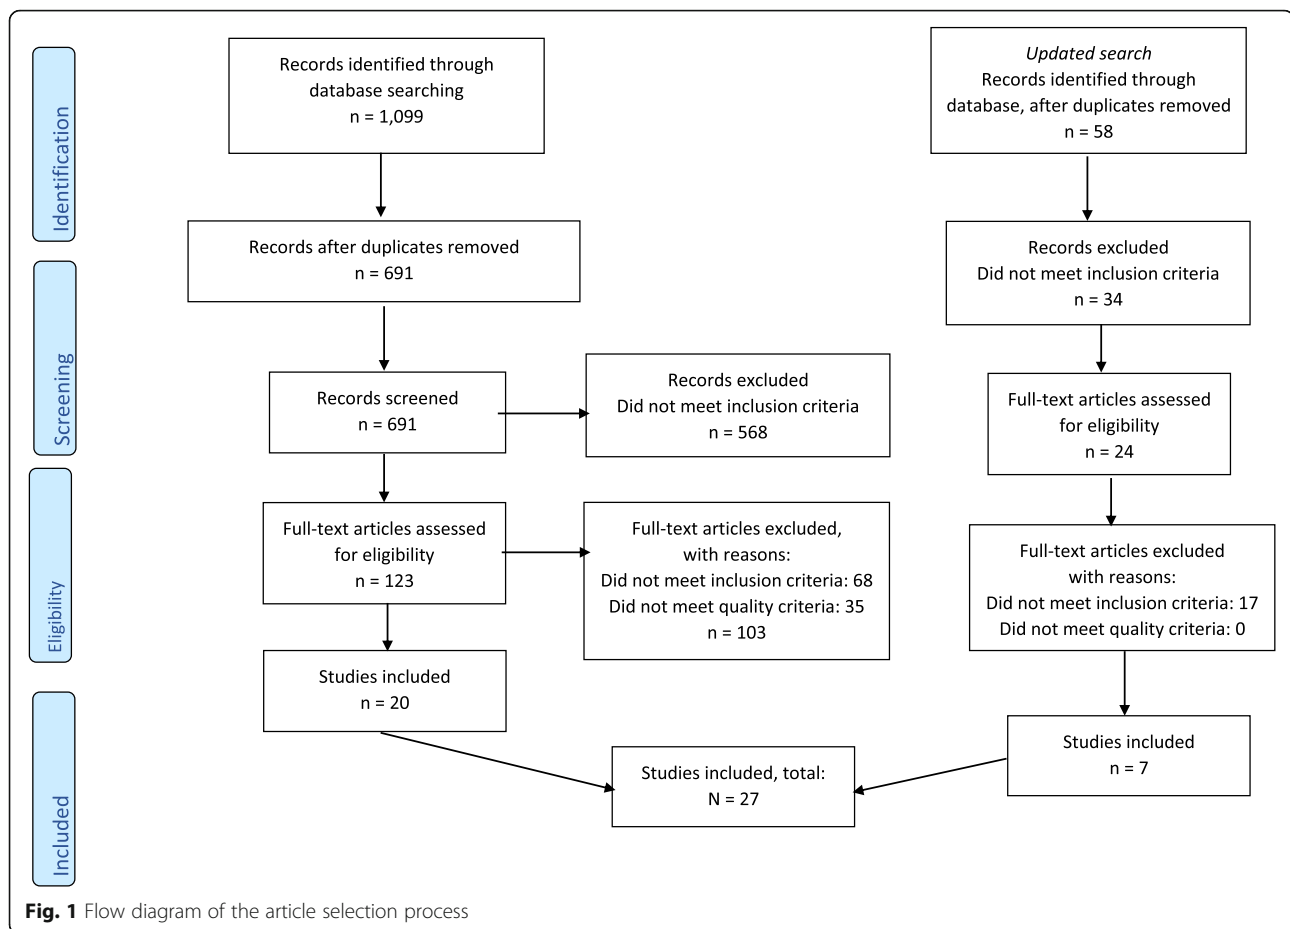 Identification
Records identified through
database searching
n = 1,099
Updated search
Records identified through
database, after duplicates removed
n = 58
Records after duplicates removed
n = 691
Records excluded
Did not meet inclusion criteria
n = 34
Screening
Records screened
n = 691
Records excluded
Did not meet inclusion criteria
n = 568
Full-text articles assessed
for eligibility
n = 24
Eligibility
Full-text articles assessed
for eligibility
n = 123
Full-text articles excluded,
with reasons:
Did not meet inclusion criteria: 68
Did not meet quality criteria: 35
n = 103
Full-text articles excluded
with reasons:
Did not meet inclusion criteria: 17
Did not meet quality criteria: 0
Studies included
n = 20
Included
Studies included, total:
N = 27
Studies included
n = 7
Fig. 1 Flow diagram of the article selection process